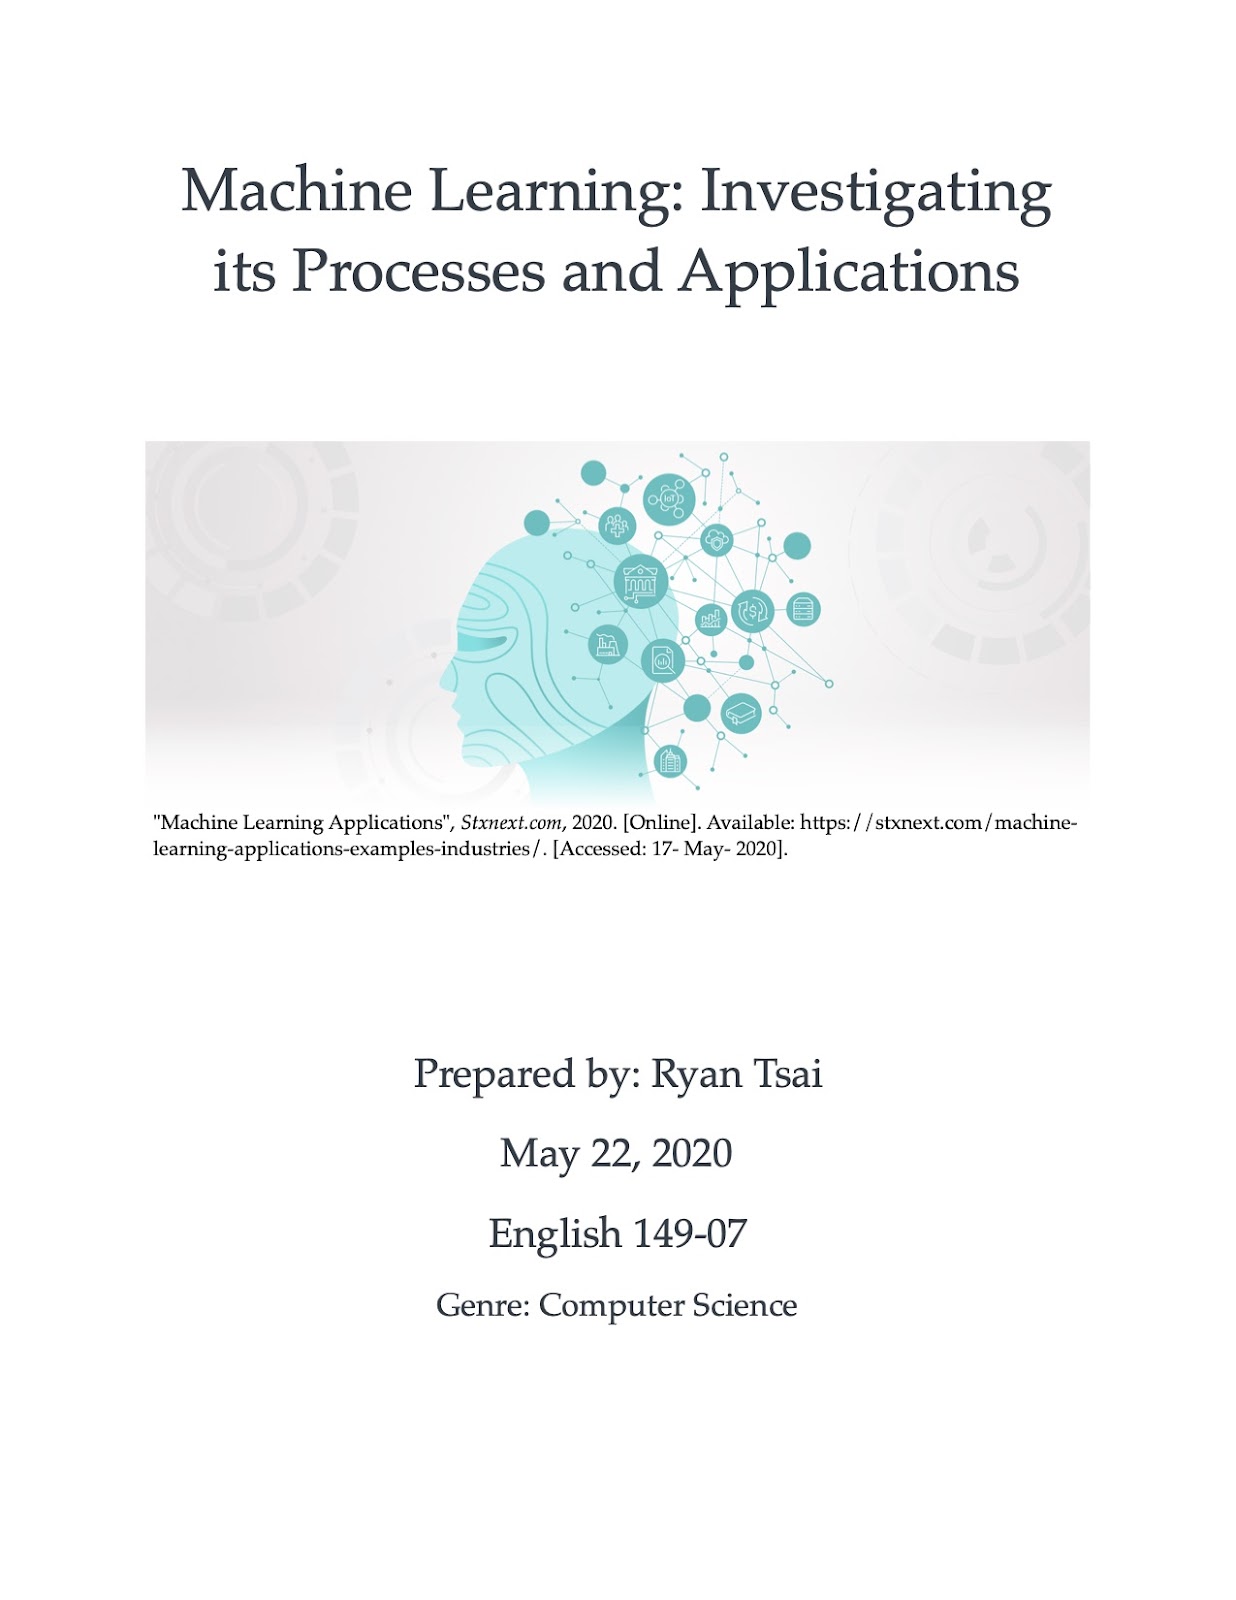 Machine Learning: Investigating
its Processes and Applications
IoT
$
"Machine Learning Applications", Stxnext.com, 2020. [Online]. Available: https://stxnext.com/machine-
learning-applications-examples-industries/. [Accessed: 17- May- 2020].
Prepared by: Ryan Tsai
May 22, 2020
English 149-07
Genre: Computer Science